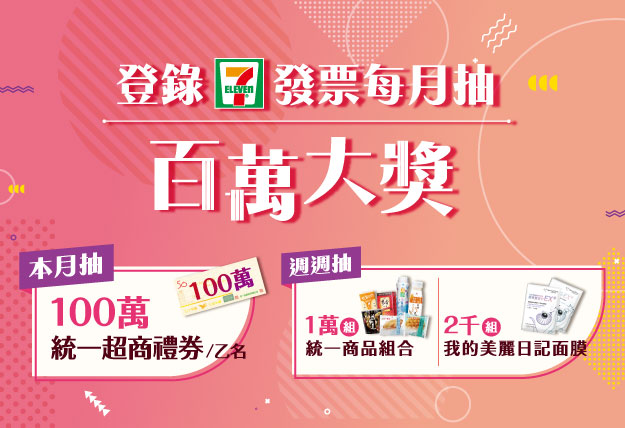 登錄 7-ELEVEN 發票每月抽
百萬大獎
本月抽
100萬
100萬
統一超商禮券/乙名
週週抽
1萬組
統一商品組合
2千組
我的美麗日記面膜